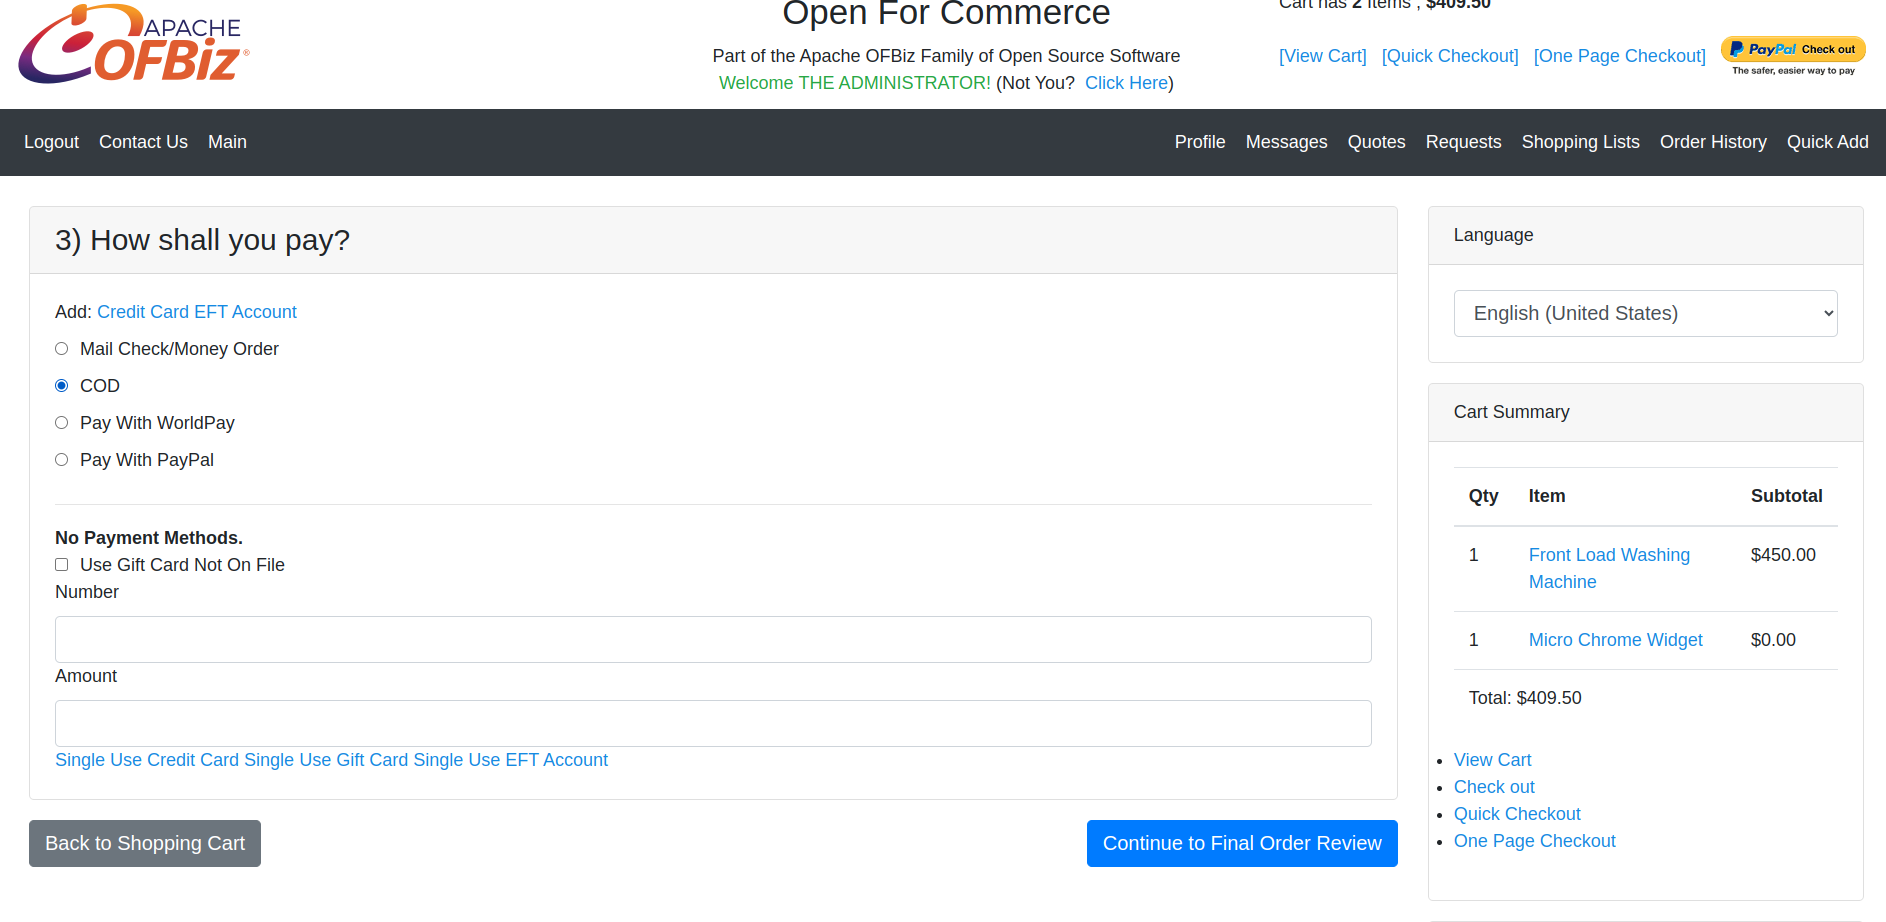 APACHE
OFBiz®
Open For Commerce
Part of the Apache OFBiz Family of Open Source Software
Welcome THE ADMINISTRATOR! (Not You? Click Here)
Cart has 2 Items , $409.50
[View Cart] [Quick Checkout] [One Page Checkout]
PayPal Check out
The safer, easier way to pay
Logout Contact Us Main
Profile Messages Quotes Requests Shopping Lists Order History Quick Add
3) How shall you pay?
Add: Credit Card EFT Account
Mail Check/Money Order
COD
Pay With WorldPay
Pay With PayPal
No Payment Methods.
Use Gift Card Not On File
Number
Amount
Single Use Credit Card Single Use Gift Card Single Use EFT Account
Back to Shopping Cart
Continue to Final Order Review
Language
English (United States)
Cart Summary
Qty Item Subtotal
1 Front Load Washing Machine $450.00
1 Micro Chrome Widget $0.00
Total: $409.50
View Cart
Check out
Quick Checkout
One Page Checkout